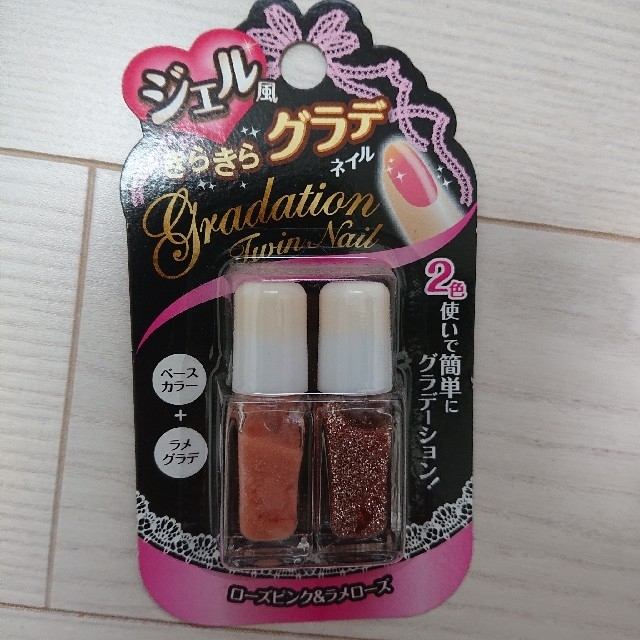 ジェル風
きらきらグラデ
ネイル
gradation
Twin Nail
2色
使いで簡単に
グラデーション!
ベース
カラー
+
ラメ
グラデ
ローズピンク&ラメローズ